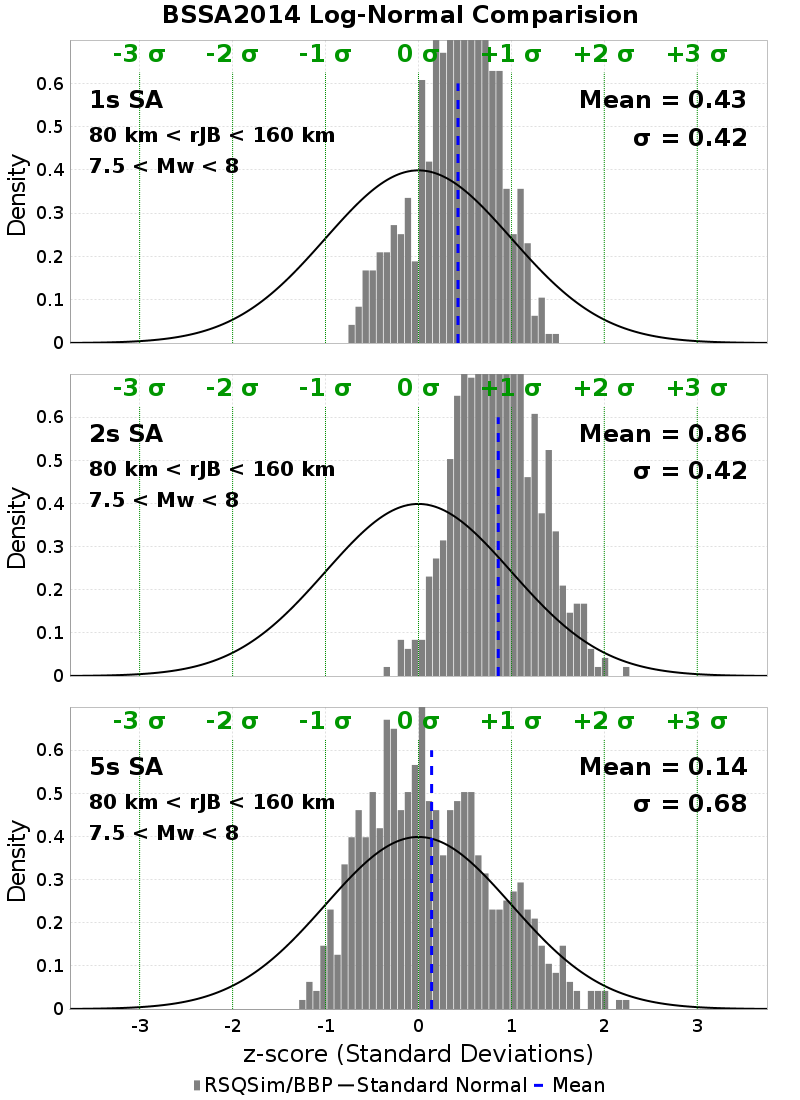 BSSA2014 Log-Normal Comparision
-3 σ -2 σ -1 σ 0 σ +1 σ +2 σ +3 σ
0.6
1s SA Mean = 0.43
0.5
80 km < rJB < 160 km σ = 0.42
7.5 < Mw < 8
0.4
0.3
0.2
0.1
0
Density
-3 σ -2 σ -1 σ 0 σ +1 σ +2 σ +3 σ
0.6
2s SA Mean = 0.86
0.5
80 km < rJB < 160 km σ = 0.42
7.5 < Mw < 8
0.4
0.3
0.2
0.1
0
Density
-3 σ -2 σ -1 σ 0 σ +1 σ +2 σ +3 σ
0.6
5s SA Mean = 0.14
0.5
80 km < rJB < 160 km σ = 0.68
7.5 < Mw < 8
0.4
0.3
0.2
0.1
0
Density
-3 -2 -1 0 1 2 3
z-score (Standard Deviations)
RSQSim/BBP Standard Normal Mean